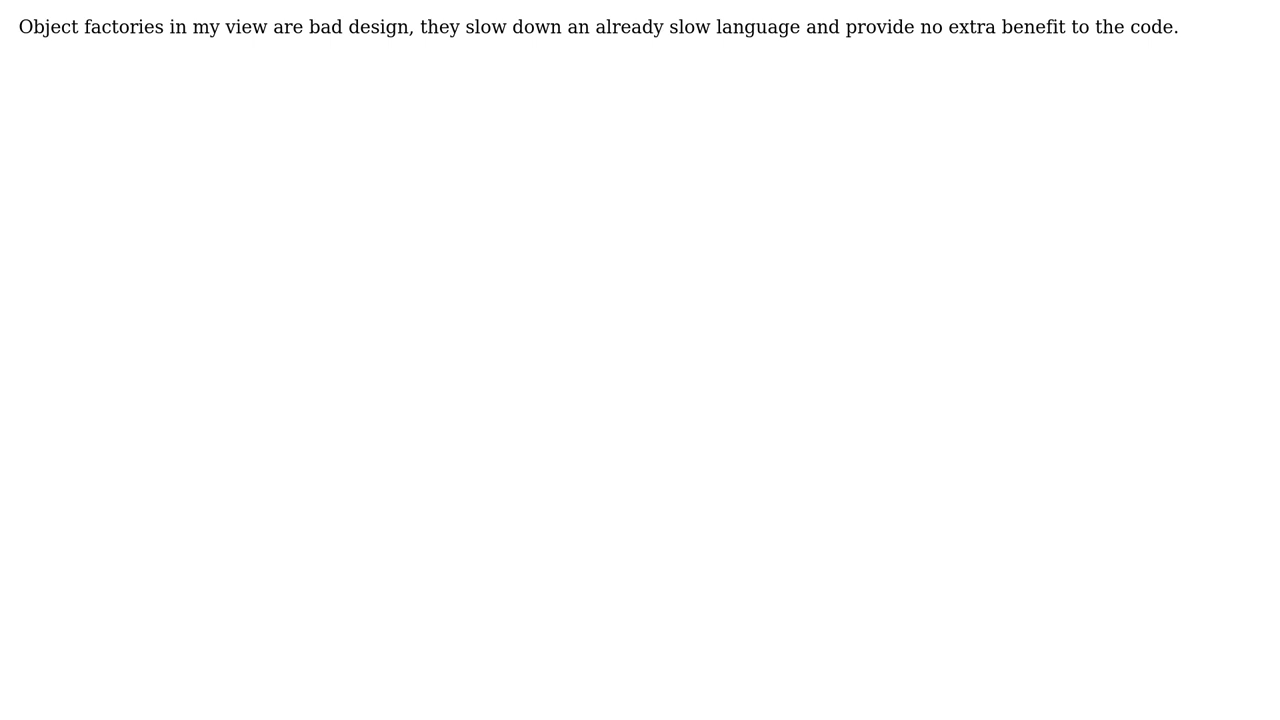 Object factories in my view are bad design, they slow down an already slow language and provide no extra benefit to the code.